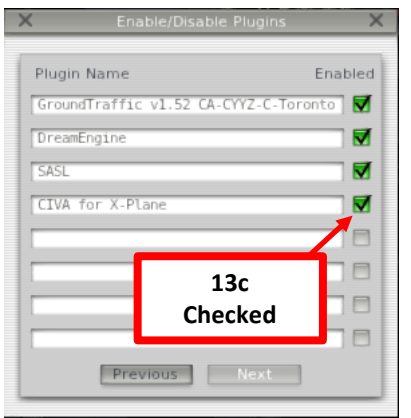 Enable/Disable Plugins
Plugin Name Enabled
GroundTraffic v1.52 CA-CYYZ-C-Toronto
DreamEngine
SASL
CIVA for X-Plane
13c
Checked
Previous Next